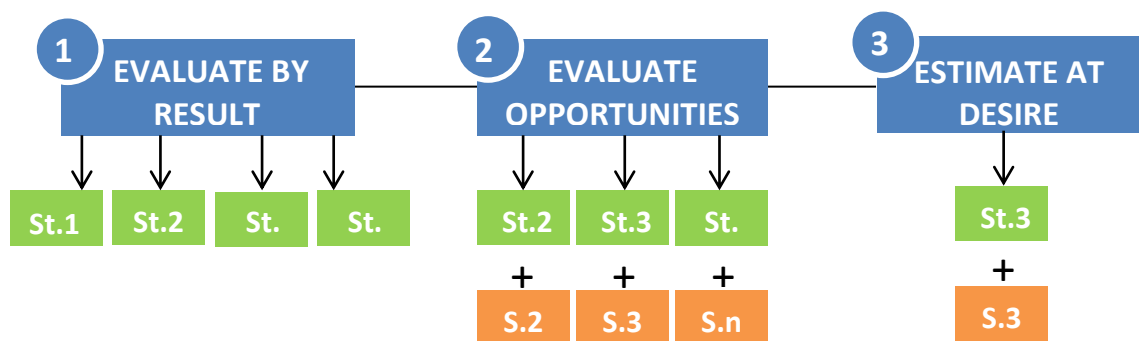 1
EVALUATE BY
RESULT
2
EVALUATE
OPPORTUNITIES
3
ESTIMATE AT
DESIRE
St.1 St.2 St. St.
St.2 St.3 St.
St.3
+ + +
+
S.2 S.3 S.n
S.3